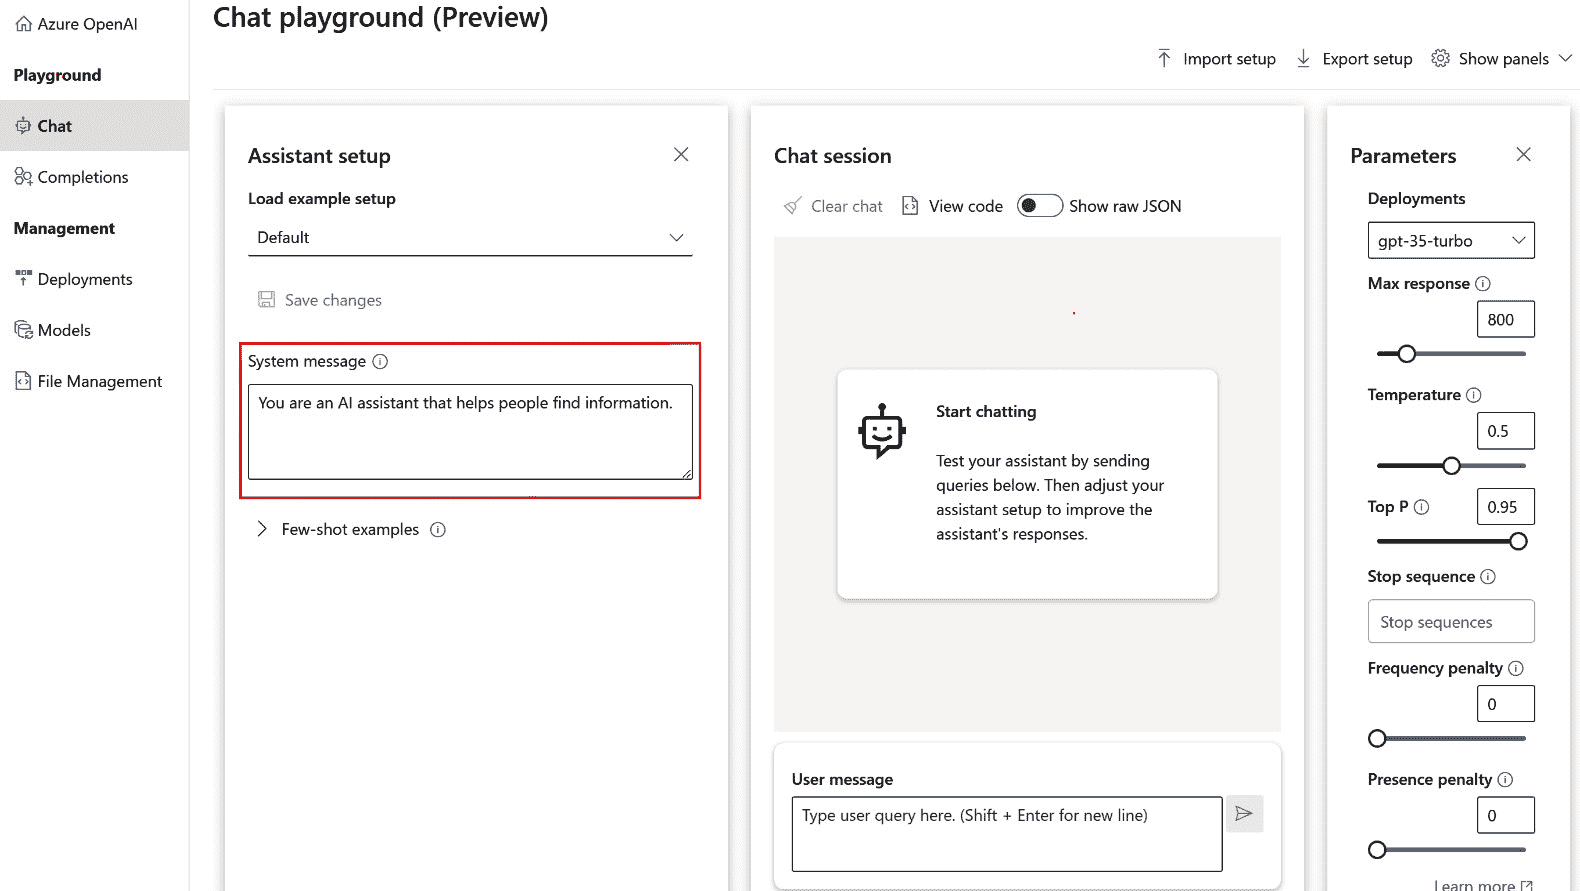 Azure OpenAI
Playground
Chat
Completions
Management
Deployments
Models
File Management
Chat playground (Preview)
Import setup
Export setup
Show panels
Assistant setup
Load example setup
Default
Save changes
System message
You are an AI assistant that helps people find information.
Few-shot examples
Chat session
Clear chat
View code
Show raw JSON
Start chatting
Test your assistant by sending
queries below. Then adjust your
assistant setup to improve the
assistant's responses.
User message
Type user query here. (Shift + Enter for new line)
Parameters
Deployments
gpt-35-turbo
Max response
800
Temperature
0.5
Top P
0.95
Stop sequence
Stop sequences
Frequency penalty
0
Presence penalty
0
Learn more